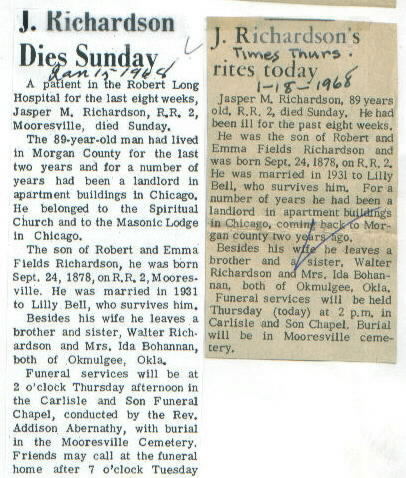 J. Richardson
Dies Sunday
Jan 15-1968
A patient in the Robert Long
Hospital for the last eight weeks,
Jasper M. Richardson, R.R. 2,
Mooresville, died Sunday.
The 89-year-old man had lived
in Morgan County for the last
two years and for a number of
years had been a landlord in
apartment buildings in Chicago.
He belonged to the Spiritual
Church and to the Masonic Lodge
in Chicago.
The son of Robert and Emma
Fields Richardson, he was born
Sept. 24, 1878, on R.R. 2, Moores-
ville. He was married in 1931
to Lilly Bell, who survives him.
Besides his wife he leaves a
brother and sister, Walter Rich-
ardson and Mrs. Ida Bohannan,
both of Okmulgee, Okla.
Funeral services will be at
2 o'clock Thursday afternoon in
the Carlisle and Son Funeral
Chapel, conducted by the Rev.
Addison Abernathy, with burial
in the Mooresville Cemetery.
Friends may call at the funeral
home after 7 o'clock Tuesday
J. Richardson's
Times Thurs.
rites today
1-18-1968
Jasper M. Richardson, 89 years
old, R.R. 2, died Sunday. He had
been ill for the past eight weeks.
He was the son of Robert and
Emma Fields Richardson and
was born Sept. 24, 1878, on R.R. 2.
He was married in 1931 to Lilly
Bell, who survives him. For a
number of years he had been a
landlord in apartment buildings
in Chicago, coming back to Mor-
gan county two years ago.
Besides his wife he leaves a
brother and sister, Walter
Richardson and Mrs. Ida Bohan-
nan, both of Okmulgee, Okla.
Funeral services will be held
Thursday (today) at 2 p.m. in
Carlisle and Son Chapel. Burial
will be in Mooresville ceme-
tery.